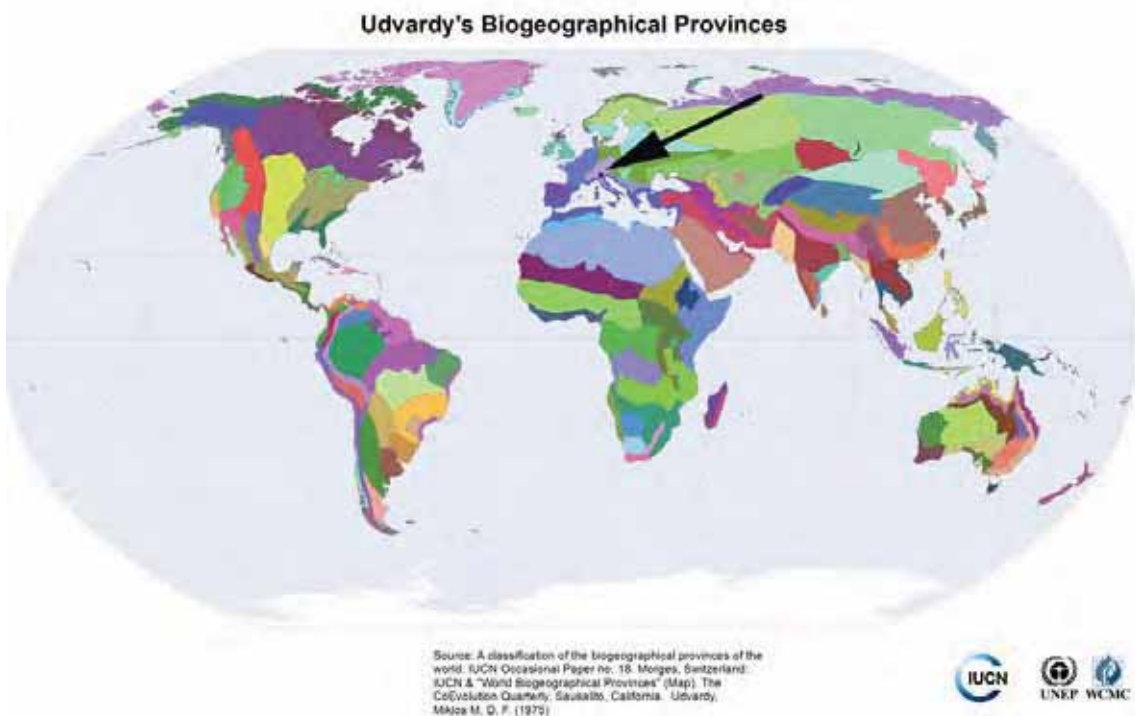 Udvardy's Biogeographical Provinces
Source: A classification of the biogeographical provinces of the
world. IUCN Occasional Paper no. 18. Morges, Switzerland:
IUCN & "World Biogeographical Provinces" (Map). The
CoEvolution Quarterly, Sausalito, California. Udvardy,
Miklos M. D. F. (1975)
IUCN
UNEP WCMC